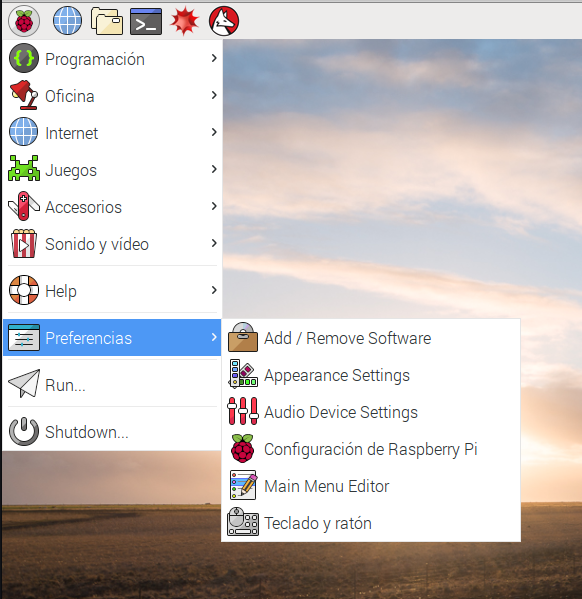 Programación
Oficina
Internet
Juegos
Accesorios
Sonido y vídeo
Help
Preferencias
Run...
Shutdown...
Add / Remove Software
Appearance Settings
Audio Device Settings
Configuración de Raspberry Pi
Main Menu Editor
Teclado y ratón